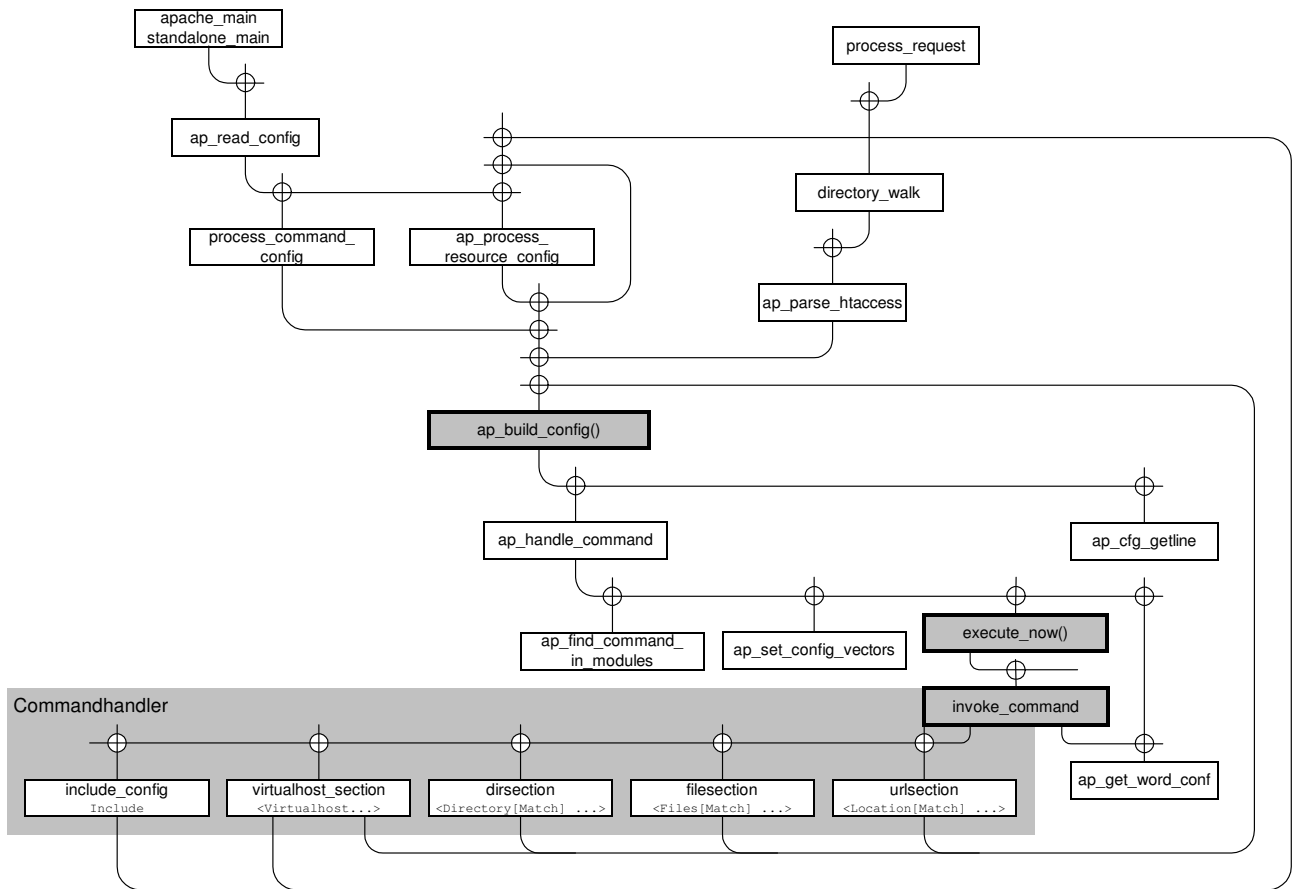 apache_main
standalone_main
process_request
ap_read_config
directory_walk
process_command_
config
ap_process_
resource_config
ap_parse_htaccess
ap_build_config()
ap_handle_command
ap_cfg_getline
ap_find_command_
in_modules
ap_set_config_vectors
execute_now()
Commandhandler
invoke_command
include_config
Include
virtualhost_section
<Virtualhost...>
dirsection
<Directory[Match] ...>
filesection
<Files[Match] ...>
urlsection
<Location[Match] ...>
ap_get_word_conf